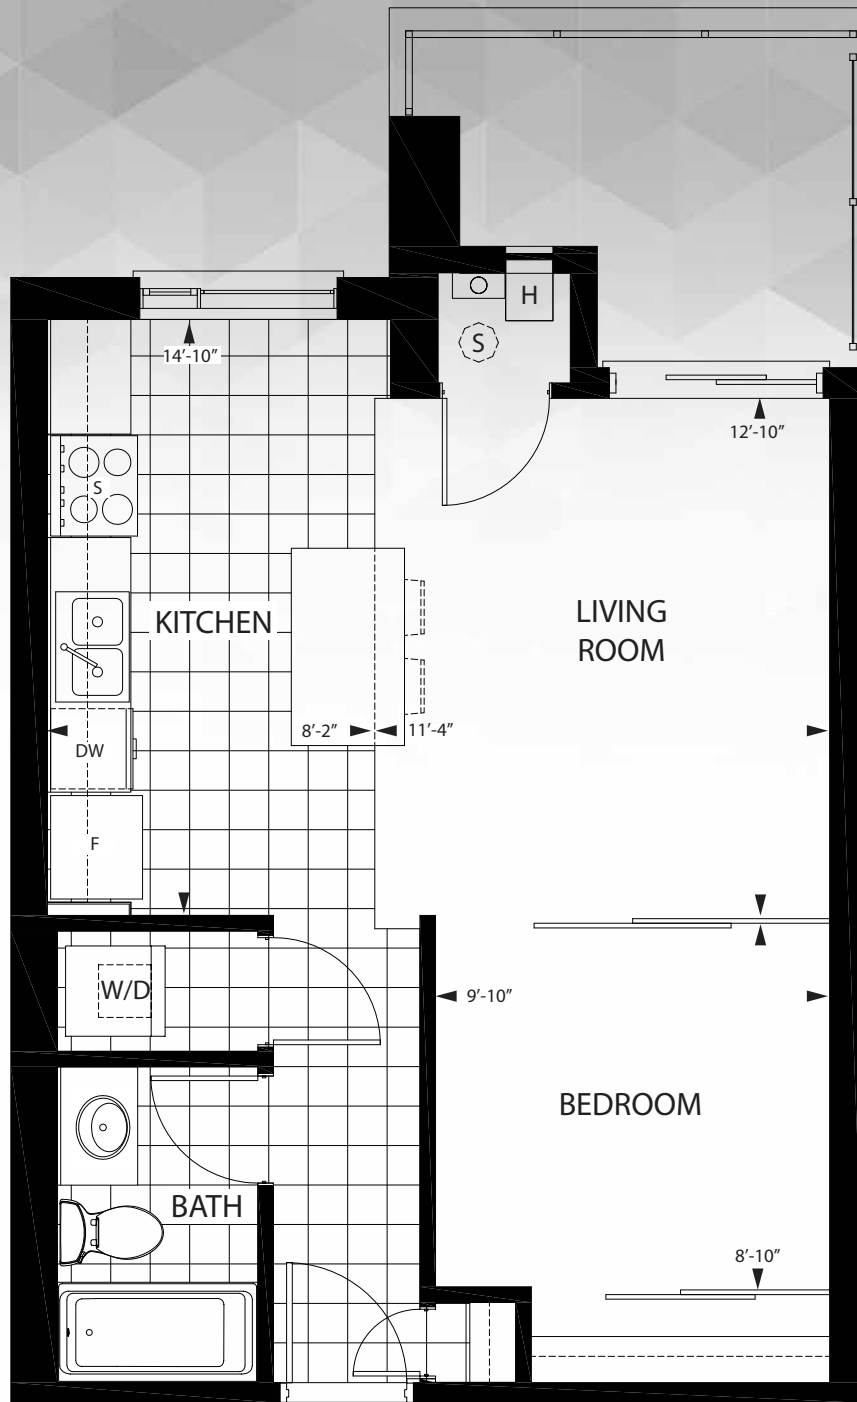 H
S
14'-10"
12'-10"
S
KITCHEN
LIVING
ROOM
8'-2"
11'-4"
DW
F
W/D
9'-10"
BEDROOM
BATH
8'-10"